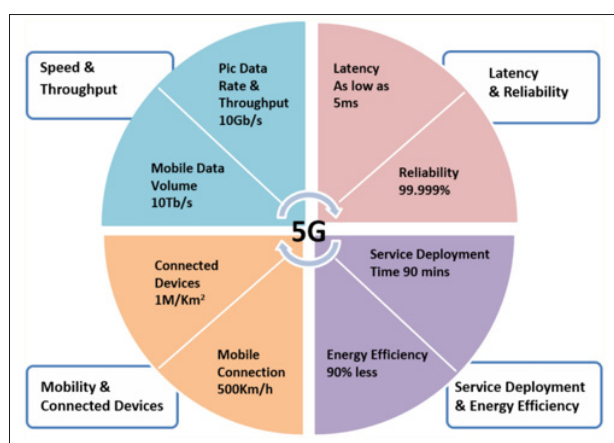 Speed &
Throughput
Pic Data
Rate &
Throughput
10Gb/s
Mobile Data
Volume
10Tb/s
Latency
As low as
5ms
Reliability
99.999%
Latency
& Reliability
5G
Connected
Devices
1M/Km²
Mobile
Connection
500Km/h
Mobility &
Connected Devices
Service Deployment
Time 90 mins
Energy Efficiency
90% less
Service Deployment
& Energy Efficiency